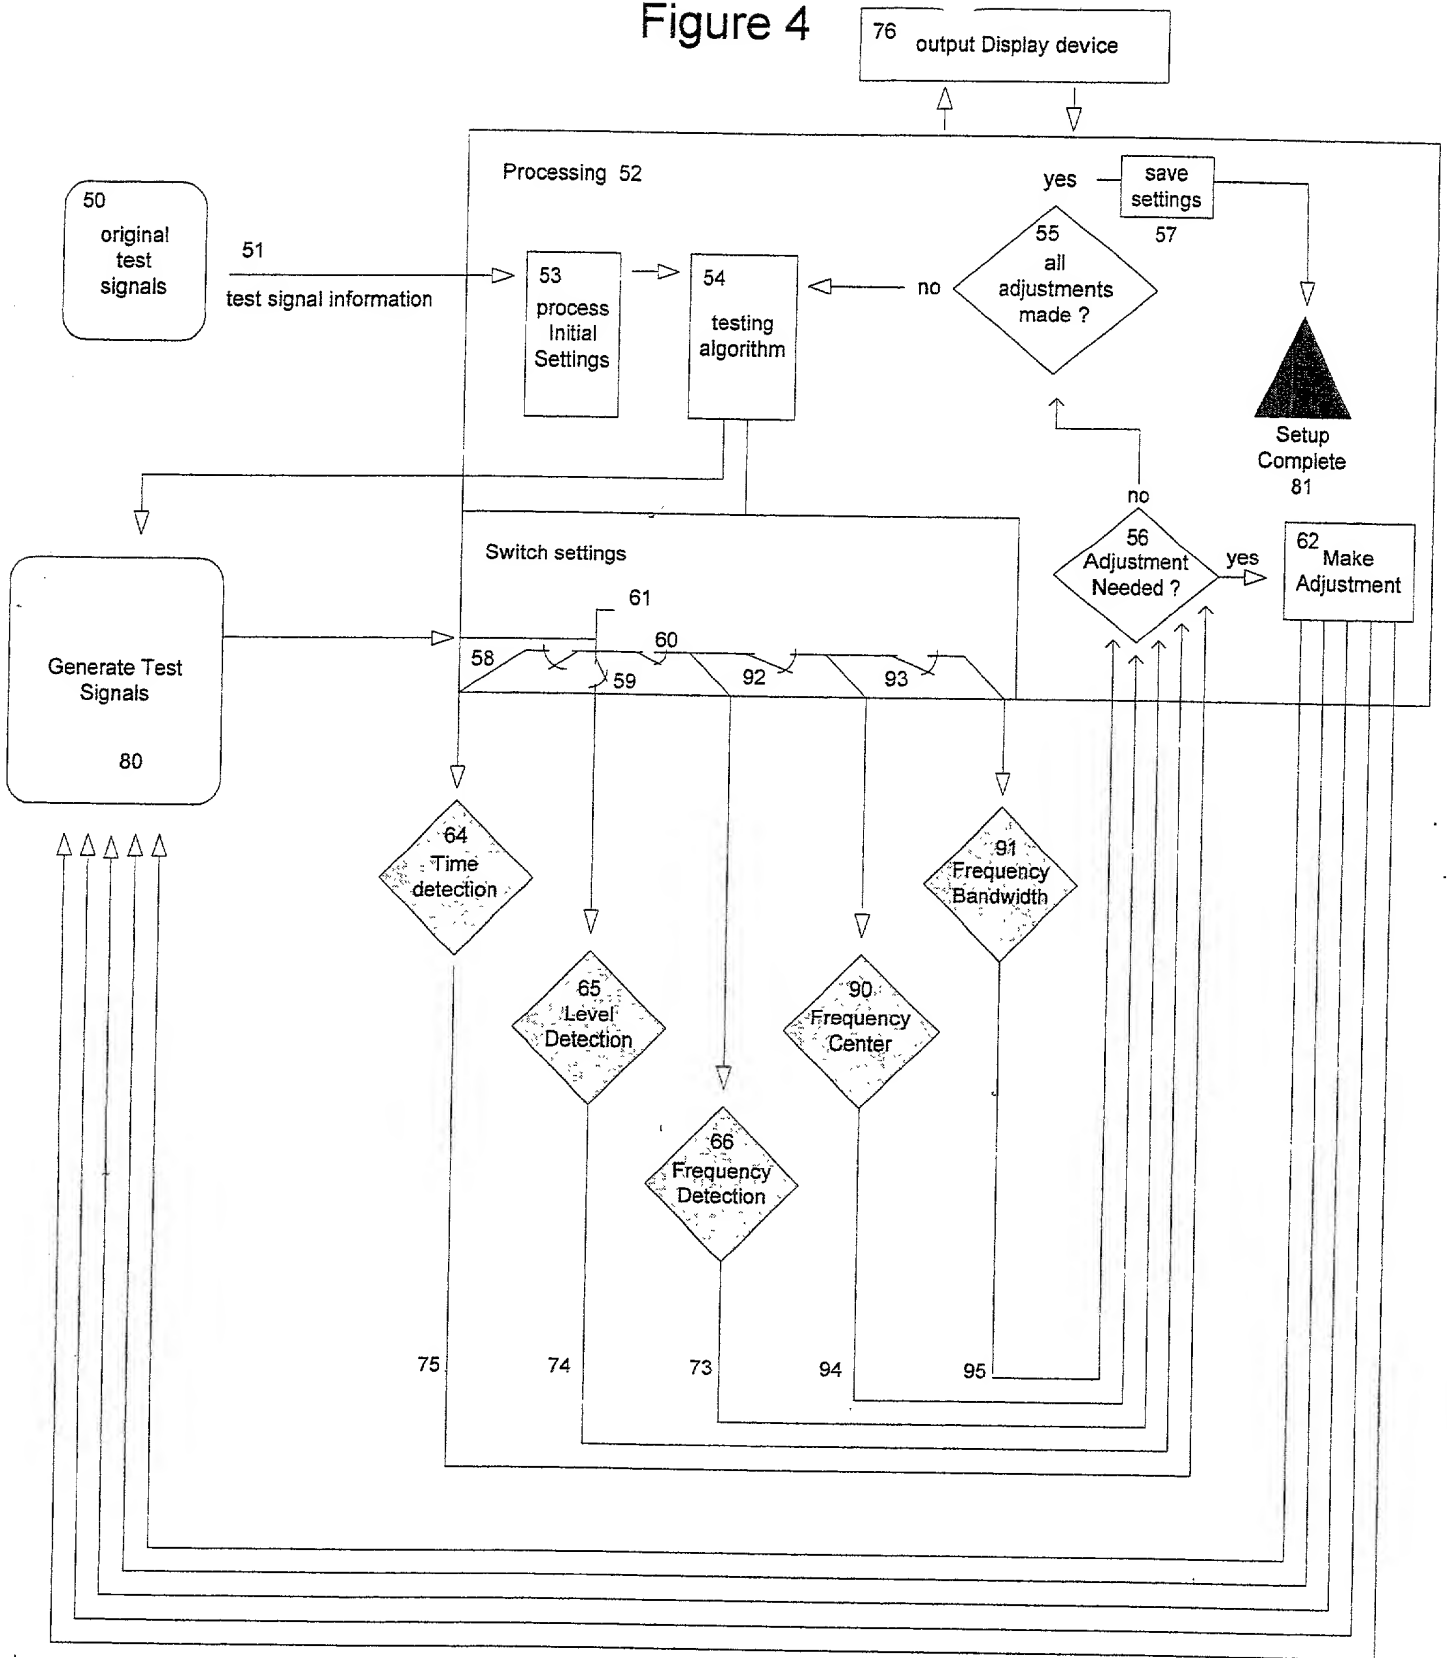 Figure 4
76 output Display device
Processing 52
50
original
test
signals
51
test signal information
53
process
Initial
Settings
54
testing
algorithm
no
55
all
adjustments
made ?
yes
save
settings
57
Setup
Complete
81
no
56
Adjustment
Needed ?
yes
62 Make
Adjustment
Switch settings
61
60
58
59
92
93
Generate Test
Signals
80
64
Time
detection
91
Frequency
Bandwidth
65
Level
Detection
90
Frequency
Center
66
Frequency
Detection
75
74
73
94
95